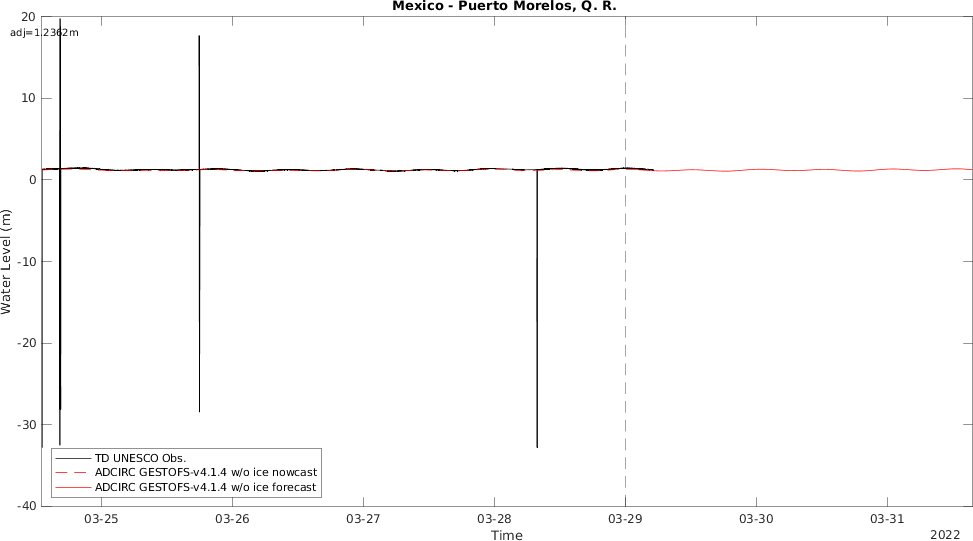 Mexico - Puerto Morelos, Q. R.
adj=1.2362m
20
10
0
-10
-20
-30
-40
Water Level (m)
TD UNESCO Obs.
ADCIRC GESTOFS-v4.1.4 w/o ice nowcast
ADCIRC GESTOFS-v4.1.4 w/o ice forecast
03-25 03-26 03-27 03-28 03-29 03-30 03-31
Time
2022